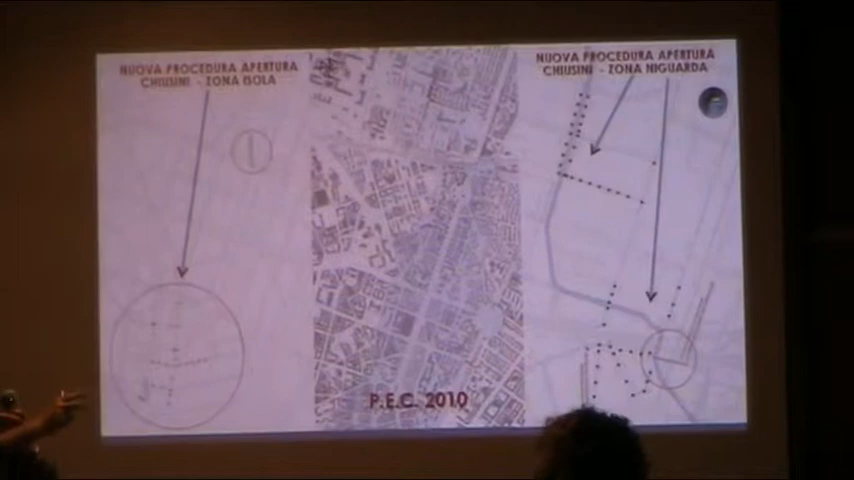 NUOVA PROCEDURA APERTURA
CHIUSINI - ZONA ISOLA
NUOVA PROCEDURA APERTURA
CHIUSINI - ZONA NIGUARDA
P.E.C. 2010